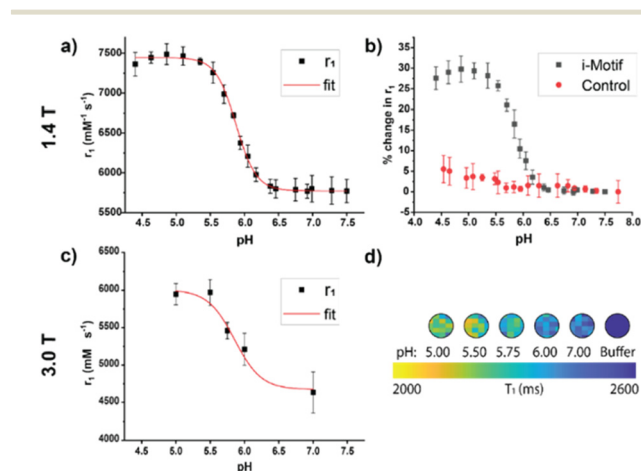 a)
1.4 T
r₁ (mM⁻¹ s⁻¹)
7500
7000
6500
6000
5500
5000
4.5 5.0 5.5 6.0 6.5 7.0 7.5
pH
r₁
fit
b)
% change in r₁
35
30
25
20
15
10
5
0
-5
4.0 4.5 5.0 5.5 6.0 6.5 7.0 7.5 8.0
pH
i-Motif
Control
c)
3.0 T
r₁ (mM s⁻¹)
6500
6000
5500
5000
4500
4000
4.5 5.0 5.5 6.0 6.5 7.0 7.5
pH
r₁
fit
d)
pH: 5.00 5.50 5.75 6.00 7.00 Buffer
2000 T₁ (ms) 2600